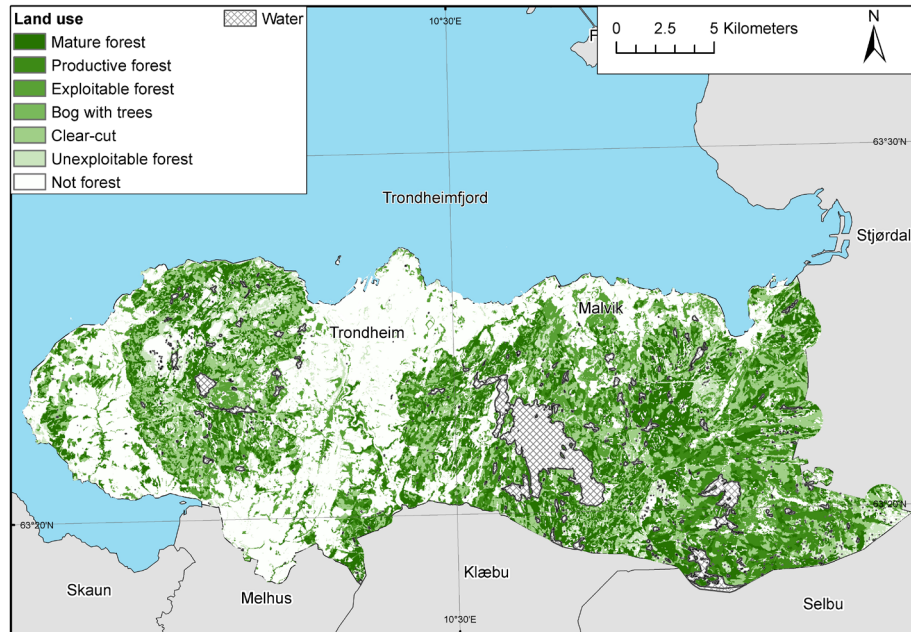 Land use
Water
Mature forest
Productive forest
Exploitable forest
Bog with trees
Clear-cut
Unexploitable forest
Not forest
10°30'E
0 2.5 5 Kilometers
N
F
63°30'N
Trondheimfjord
Stjørdal
Trondheim
Malvik
63°20'N
63°20'N
Skaun
Melhus
Klæbu
Selbu
10°30'E